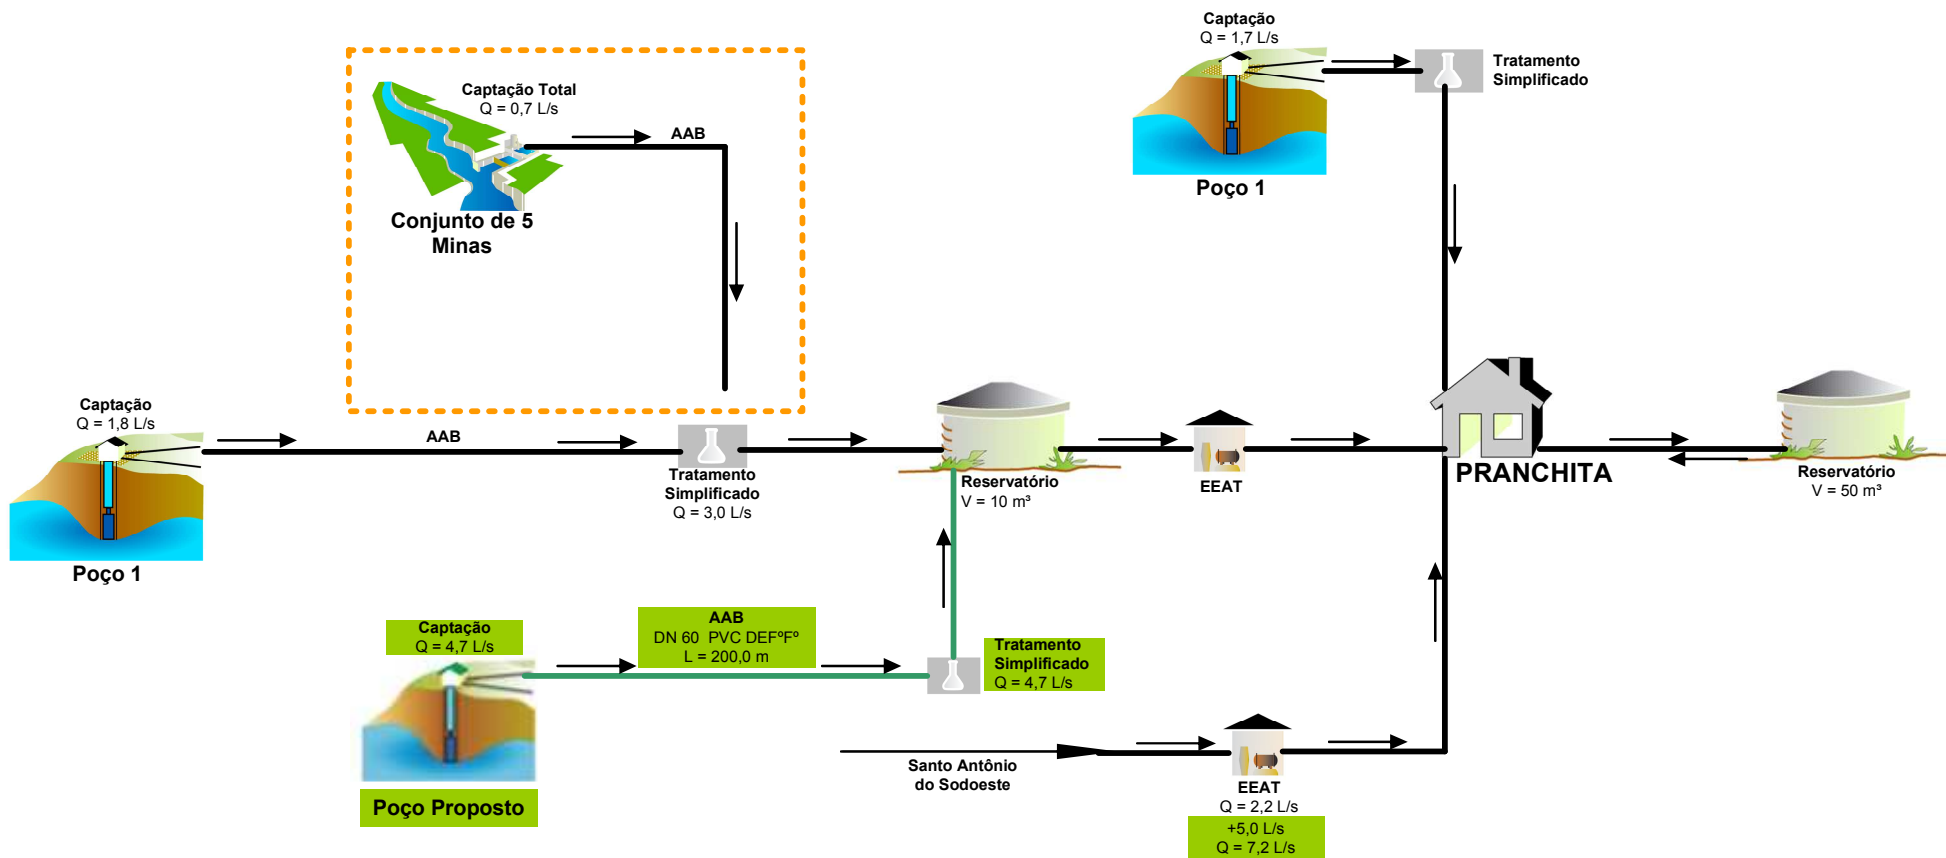 Captação
Q = 1,7 L/s
Tratamento
Simplificado
Poço 1
Captação Total
Q = 0,7 L/s
AAB
Conjunto de 5
Minas
Captação
Q = 1,8 L/s
AAB
Poço 1
Tratamento
Simplificado
Q = 3,0 L/s
Reservatório
V = 10 m³
EEAT
PRANCHITA
Reservatório
V = 50 m³
Captação
Q = 4,7 L/s
AAB
DN 60 PVC DEFºFº
L = 200,0 m
Tratamento
Simplificado
Q = 4,7 L/s
Poço Proposto
Santo Antônio
do Sodoeste
EEAT
Q = 2,2 L/s
+5,0 L/s
Q = 7,2 L/s